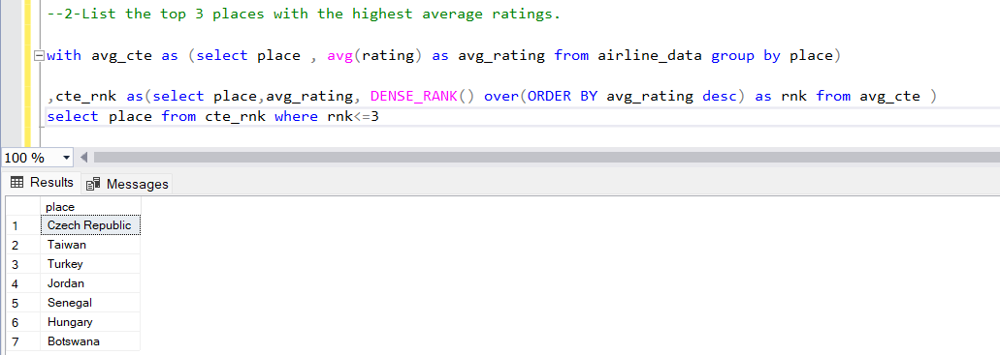 --2-List the top 3 places with the highest average ratings.
with avg_cte as (select place , avg(rating) as avg_rating from airline_data group by place)
,cte_rnk as(select place,avg_rating, DENSE_RANK() over(ORDER BY avg_rating desc) as rnk from avg_cte )
select place from cte_rnk where rnk<=3
100 %
Results Messages
place
1 Czech Republic
2 Taiwan
3 Turkey
4 Jordan
5 Senegal
6 Hungary
7 Botswana